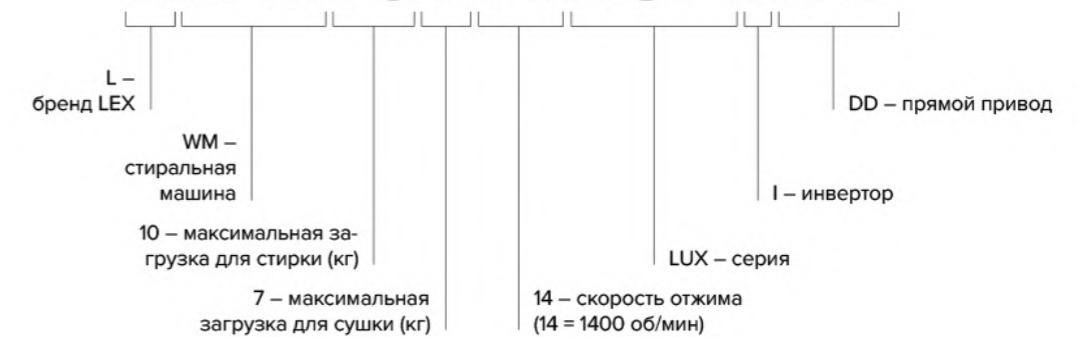 L –
бренд LEX
WM –
стиральная
машина
10 – максимальная за-
грузка для стирки (кг)
7 – максимальная
загрузка для сушки (кг)
14 – скорость отжима
(14 = 1400 об/мин)
LUX – серия
I – инвертор
DD – прямой привод